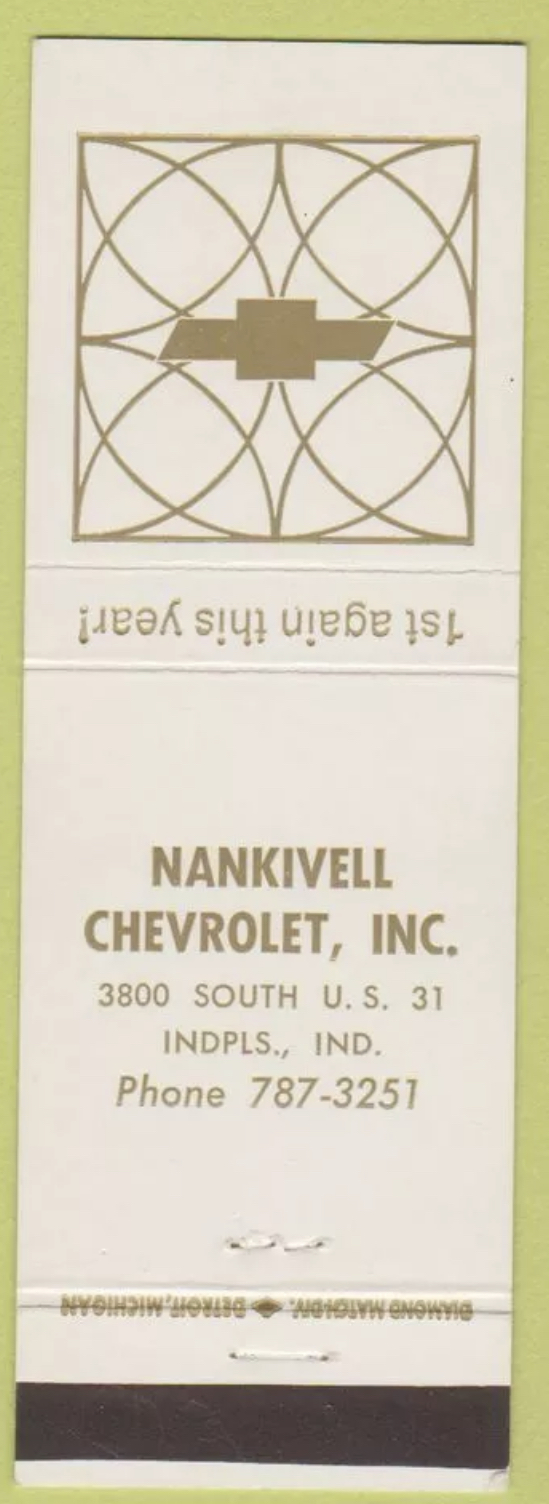 1st again this year!
NANKIVELL
CHEVROLET, INC.
3800 SOUTH U. S. 31
INDPLS., IND.
Phone 787-3251
DIAMOND MATCH DIV. DETROIT, MICHIGAN